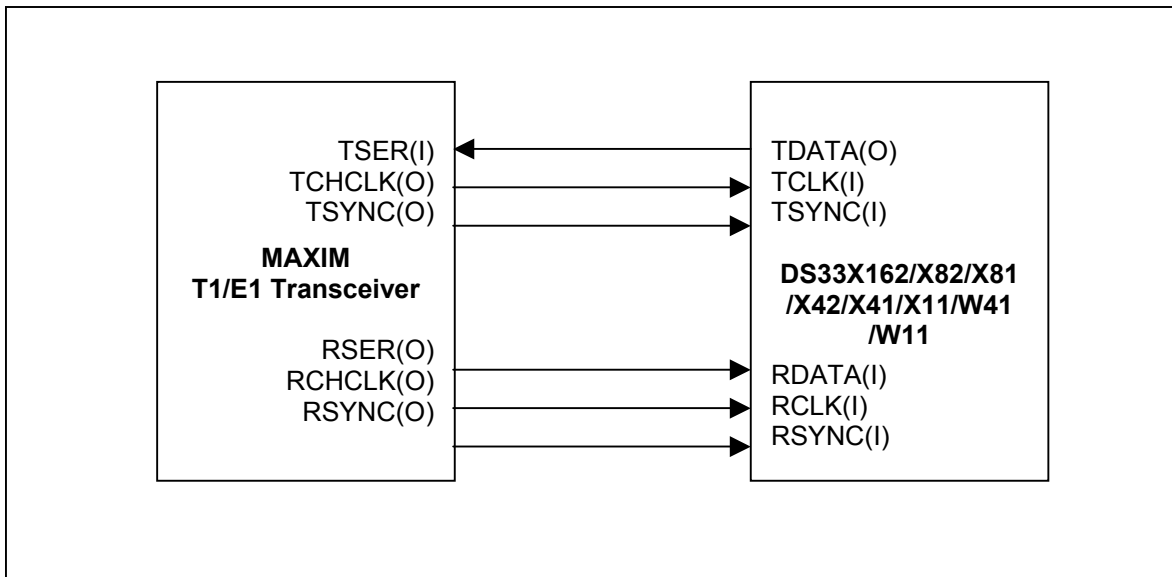 TSER(I)
TCHCLK(O)
TSYNC(O)
MAXIM
T1/E1 Transceiver
RSER(O)
RCHCLK(O)
RSYNC(O)
TDATA(O)
TCLK(I)
TSYNC(I)
DS33X162/X82/X81
/X42/X41/X11/W41
/W11
RDATA(I)
RCLK(I)
RSYNC(I)